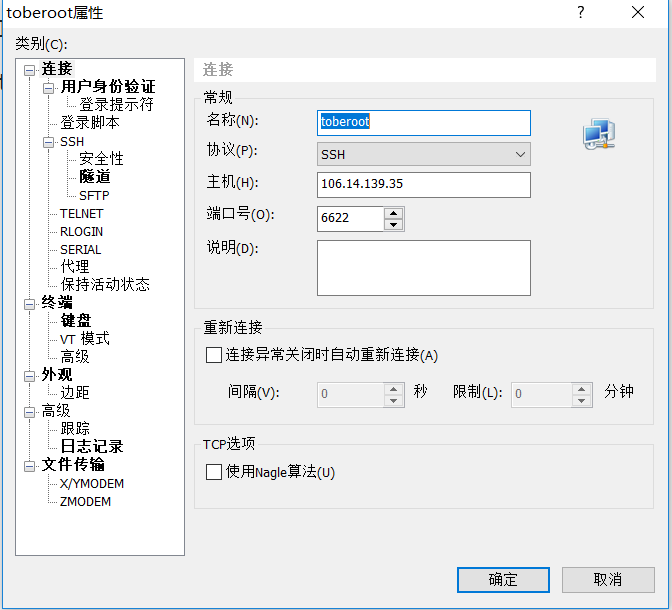 toberoot属性
类别(C):
连接
用户身份验证
登录提示符
登录脚本
SSH
安全性
隧道
SFTP
TELNET
RLOGIN
SERIAL
代理
保持活动状态
终端
键盘
VT 模式
高级
外观
边距
高级
跟踪
日志记录
文件传输
X/YMODEM
ZMODEM
连接
常规
名称(N): toberoot
协议(P): SSH
主机(H): 106.14.139.35
端口号(O): 6622
说明(D):
重新连接
连接异常关闭时自动重新连接(A)
间隔(V): 0 秒 限制(L): 0 分钟
TCP选项
使用Nagle算法(U)
确定 取消